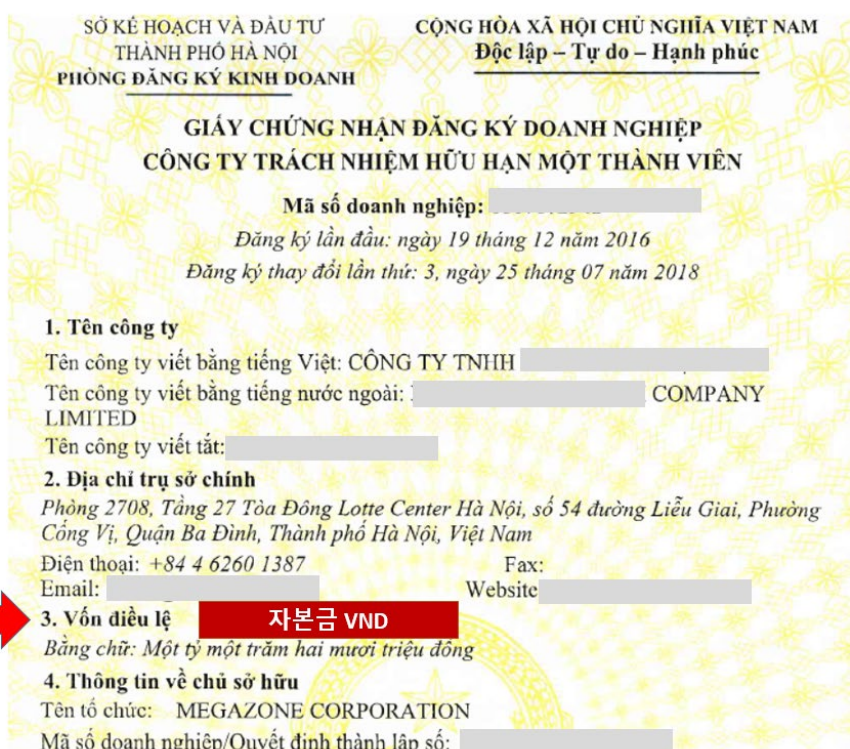 SỞ KẾ HOẠCH VÀ ĐẦU TƯ
THÀNH PHỐ HÀ NỘI
PHÒNG ĐĂNG KÝ KINH DOANH
CỘNG HÒA XÃ HỘI CHỦ NGHĨA VIỆT NAM
Độc lập – Tự do – Hạnh phúc
GIẤY CHỨNG NHẬN ĐĂNG KÝ DOANH NGHIỆP
CÔNG TY TRÁCH NHIỆM HỮU HẠN MỘT THÀNH VIÊN
Mã số doanh nghiệp:
Đăng ký lần đầu: ngày 19 tháng 12 năm 2016
Đăng ký thay đổi lần thứ: 3, ngày 25 tháng 07 năm 2018
1. Tên công ty
Tên công ty viết bằng tiếng Việt: CÔNG TY TNHH
Tên công ty viết bằng tiếng nước ngoài: COMPANY
LIMITED
Tên công ty viết tắt:
2. Địa chỉ trụ sở chính
Phòng 2708, Tầng 27 Tòa Đông Lotte Center Hà Nội, số 54 đường Liễu Giai, Phường
Cống Vị, Quận Ba Đình, Thành phố Hà Nội, Việt Nam
Điện thoại: +84 4 6260 1387 Fax:
Email: Website
3. Vốn điều lệ 자본금 VND
Bằng chữ: Một tỷ một trăm hai mươi triệu đồng
4. Thông tin về chủ sở hữu
Tên tổ chức: MEGAZONE CORPORATION
Mã số doanh nghiệp/Quyết định thành lập số: